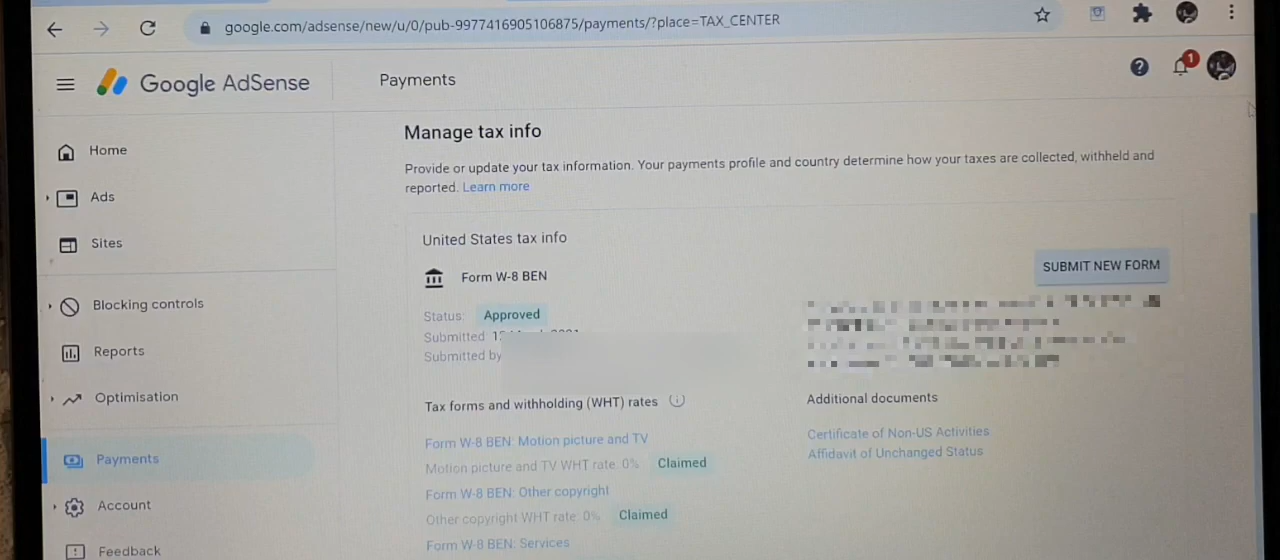 google.com/adsense/new/u/0/pub-9977416905106875/payments/?place=TAX_CENTER
Google AdSense
Payments
1
Home
Ads
Sites
Blocking controls
Reports
Optimisation
Payments
Account
Feedback
Manage tax info
Provide or update your tax information. Your payments profile and country determine how your taxes are collected, withheld and
reported. Learn more
United States tax info
Form W-8 BEN
SUBMIT NEW FORM
Status: Approved
Submitted
Submitted by
Tax forms and withholding (WHT) rates
Form W-8 BEN: Motion picture and TV
Motion picture and TV WHT rate: 0% Claimed
Form W-8 BEN: Other copyright
Other copyright WHT rate: 0% Claimed
Form W-8 BEN: Services
Additional documents
Certificate of Non-US Activities
Affidavit of Unchanged Status